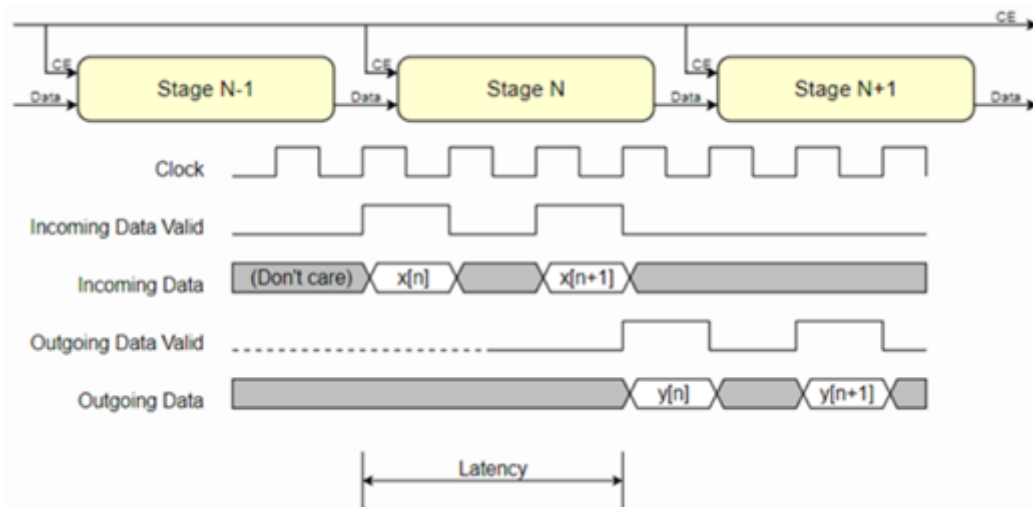 CE
CE
Stage N-1
CE
Stage N
CE
Stage N+1
Data
Data
Data
Data
Clock
Incoming Data Valid
Incoming Data
(Don't care)
x[n]
x[n+1]
Outgoing Data Valid
Outgoing Data
y[n]
y[n+1]
Latency